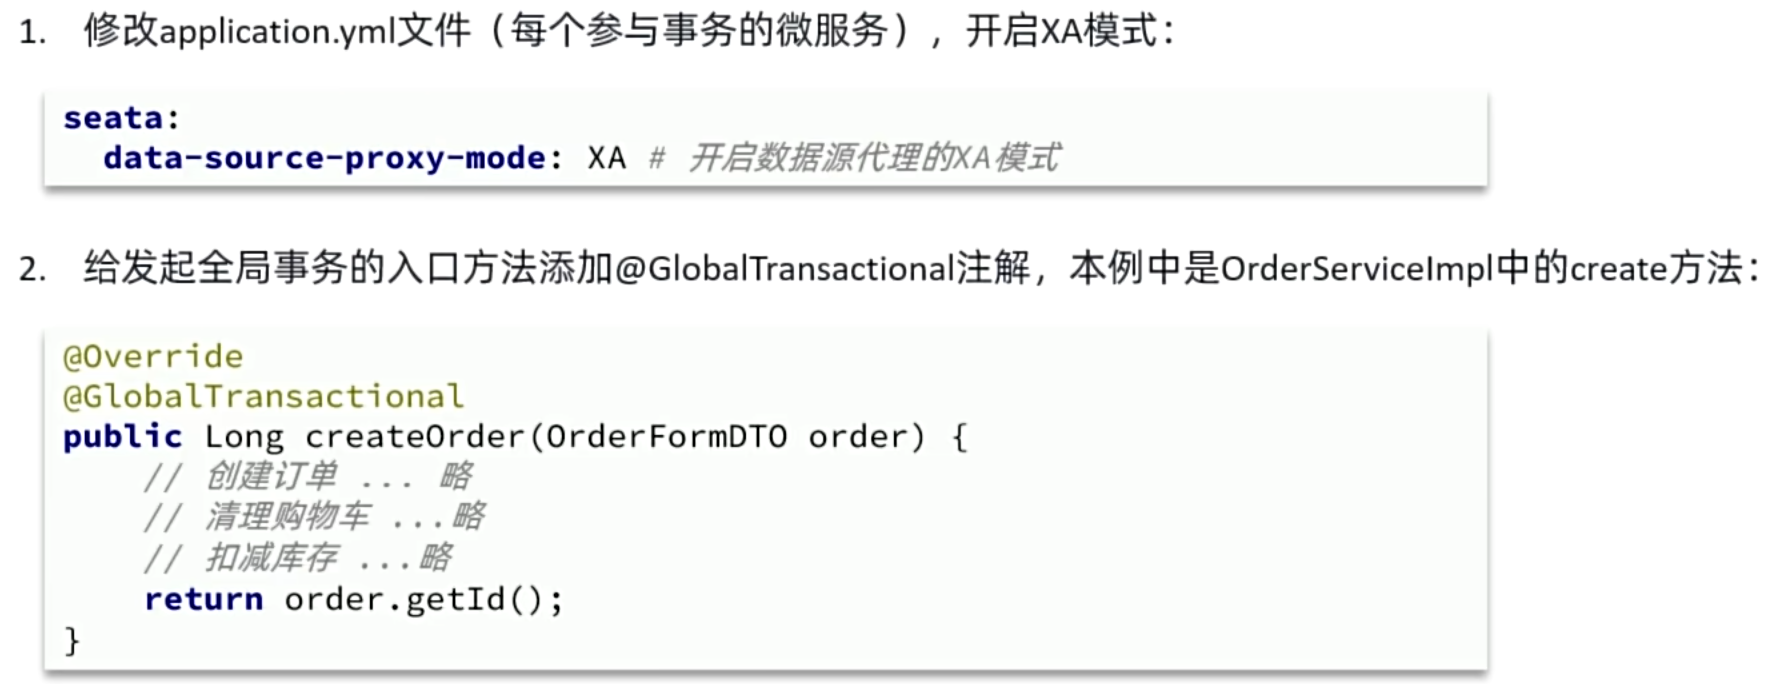 1. 修改application.yml文件（每个参与事务的微服务），开启XA模式：
seata:
  data-source-proxy-mode: XA # 开启数据源代理的XA模式
2. 给发起全局事务的入口方法添加@GlobalTransactional注解，本例中是OrderServiceImpl中的create方法：
@Override
@GlobalTransactional
public Long createOrder(OrderFormDTO order) {
    // 创建订单 ... 略
    // 清理购物车 ...略
    // 扣减库存 ...略
    return order.getId();
}